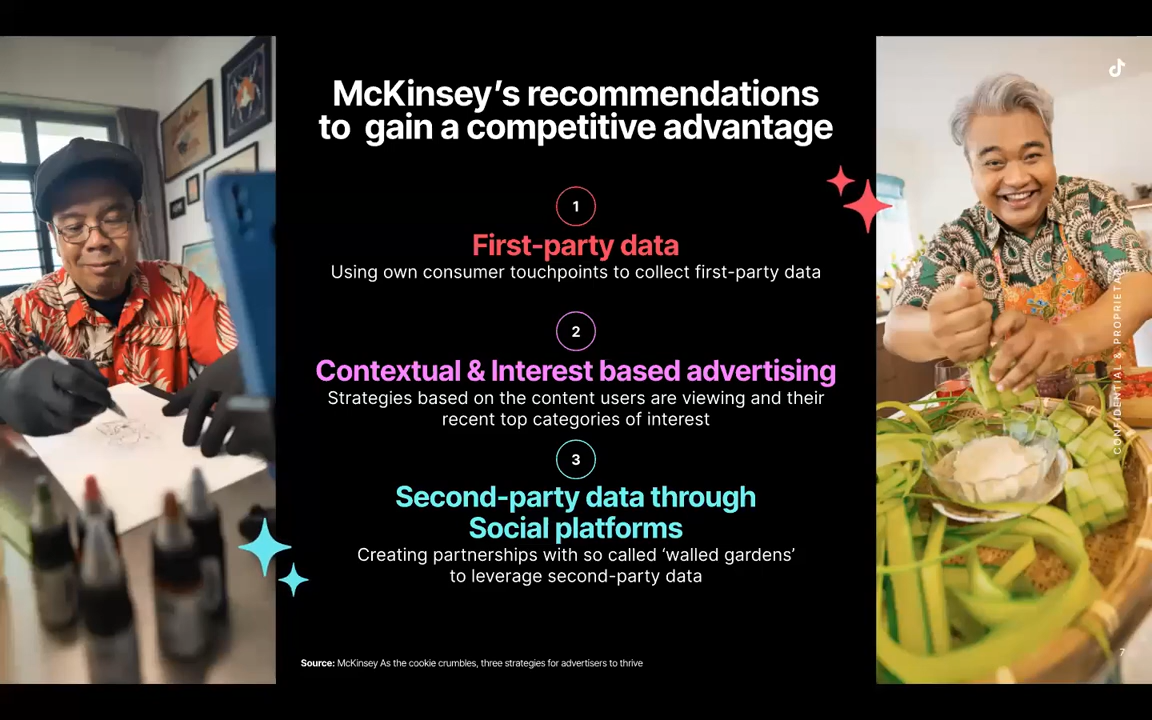 McKinsey’s recommendations
to gain a competitive advantage
1
First-party data
Using own consumer touchpoints to collect first-party data
2
Contextual & Interest based advertising
Strategies based on the content users are viewing and their
recent top categories of interest
3
Second-party data through
Social platforms
Creating partnerships with so called ‘walled gardens’
to leverage second-party data
Source: McKinsey As the cookie crumbles, three strategies for advertisers to thrive
CONFIDENTIAL & PROPRIETARY
7